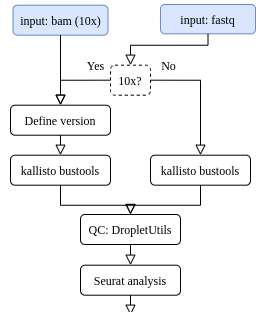 input: bam (10x)
input: fastq
Yes
10x?
No
Define version
kallisto bustools
kallisto bustools
QC: DropletUtils
Seurat analysis